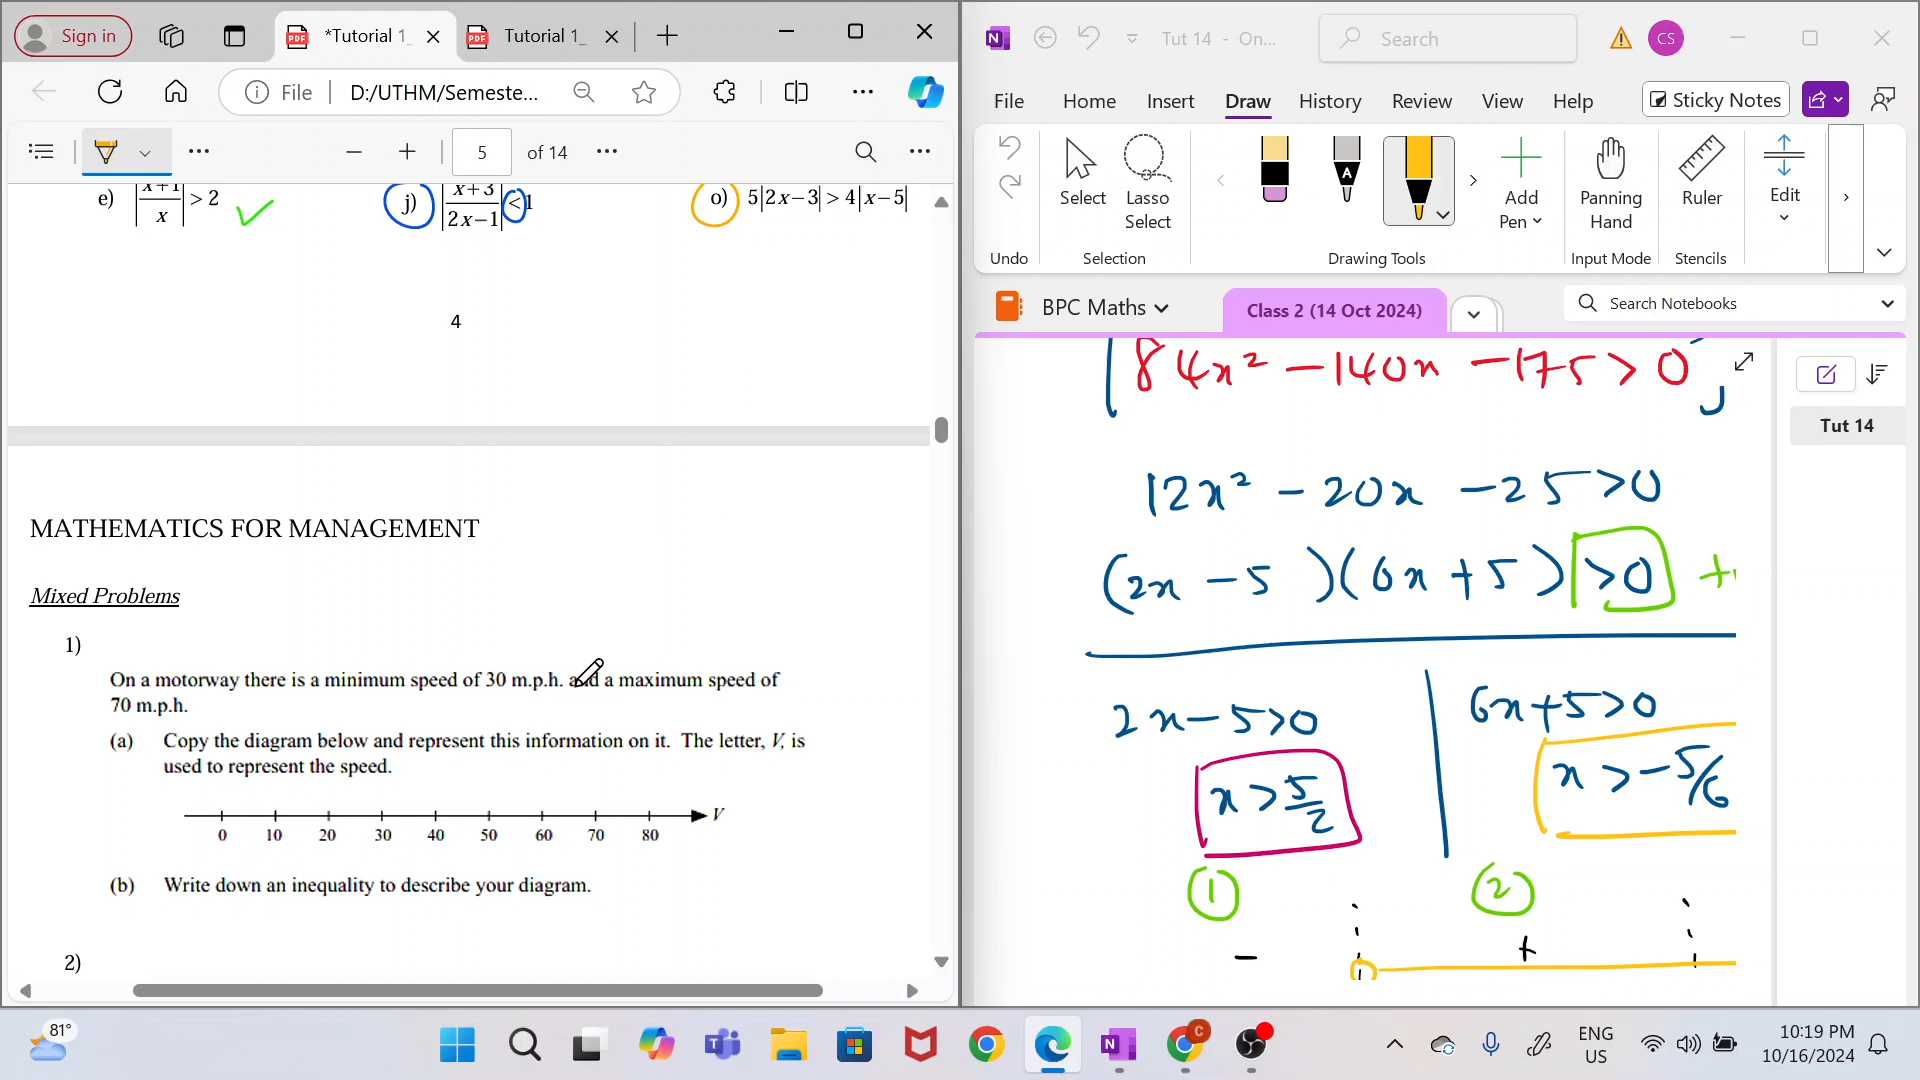 Sign in
*Tutorial 1_
Tutorial 1_
File
D:/UTHM/Semeste...
5
of 14
e) |x+1/x| > 2
j) |x+3/2x−1| < 1
o) 5|2x−3| > 4|x−5|
4
MATHEMATICS FOR MANAGEMENT
Mixed Problems
1)
On a motorway there is a minimum speed of 30 m.p.h. and a maximum speed of
70 m.p.h.
(a) Copy the diagram below and represent this information on it. The letter, V, is
used to represent the speed.
V
0 10 20 30 40 50 60 70 80
(b) Write down an inequality to describe your diagram.
2)
Tut 14 - On...
Search
CS
File Home Insert Draw History Review View Help
Sticky Notes
Undo
Select
Lasso
Select
Selection
A
Drawing Tools
Add
Pen
Panning
Hand
Input Mode
Ruler
Stencils
Edit
BPC Maths
Class 2 (14 Oct 2024)
Search Notebooks
Tut 14
84x² − 140x − 175 > 0
12x² − 20x − 25 > 0
(2x − 5)(6x + 5) > 0 +
2x − 5 > 0
6x + 5 > 0
x > 5/2
x > −5/6
1
2
− +
81°
ENG
US
10:19 PM
10/16/2024